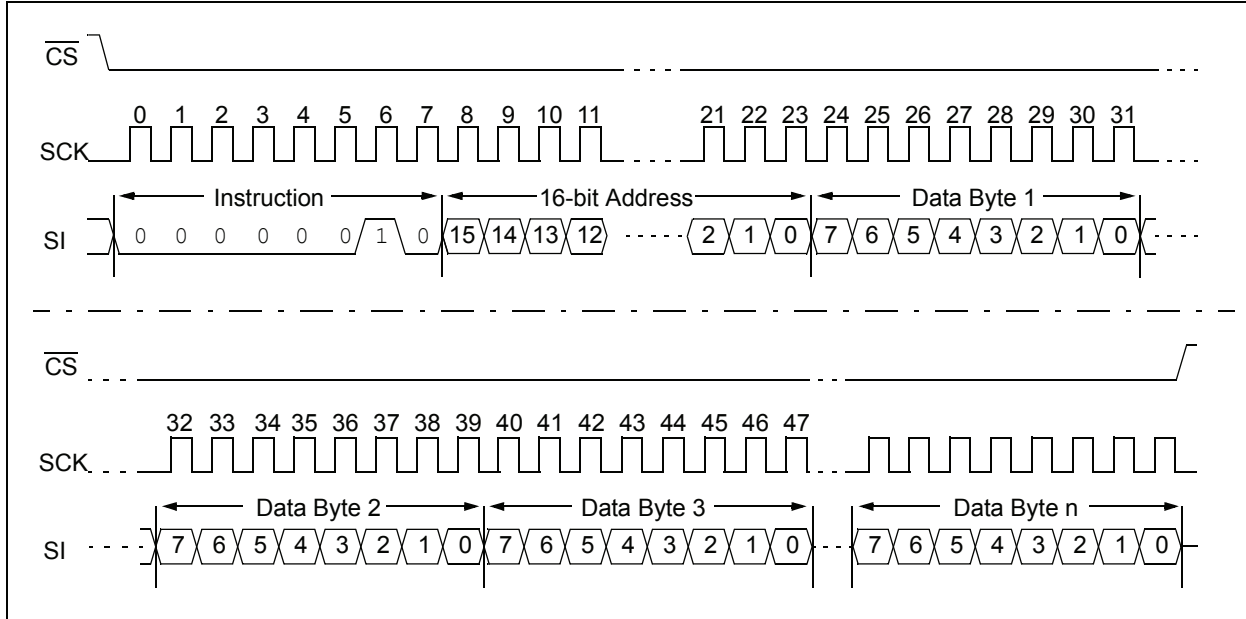 CS
0 1 2 3 4 5 6 7 8 9 10 11 21 22 23 24 25 26 27 28 29 30 31
SCK
Instruction 16-bit Address Data Byte 1
SI 0 0 0 0 0 0 1 0 15 14 13 12 2 1 0 7 6 5 4 3 2 1 0
CS
32 33 34 35 36 37 38 39 40 41 42 43 44 45 46 47
SCK
Data Byte 2 Data Byte 3 Data Byte n
SI 7 6 5 4 3 2 1 0 7 6 5 4 3 2 1 0 7 6 5 4 3 2 1 0